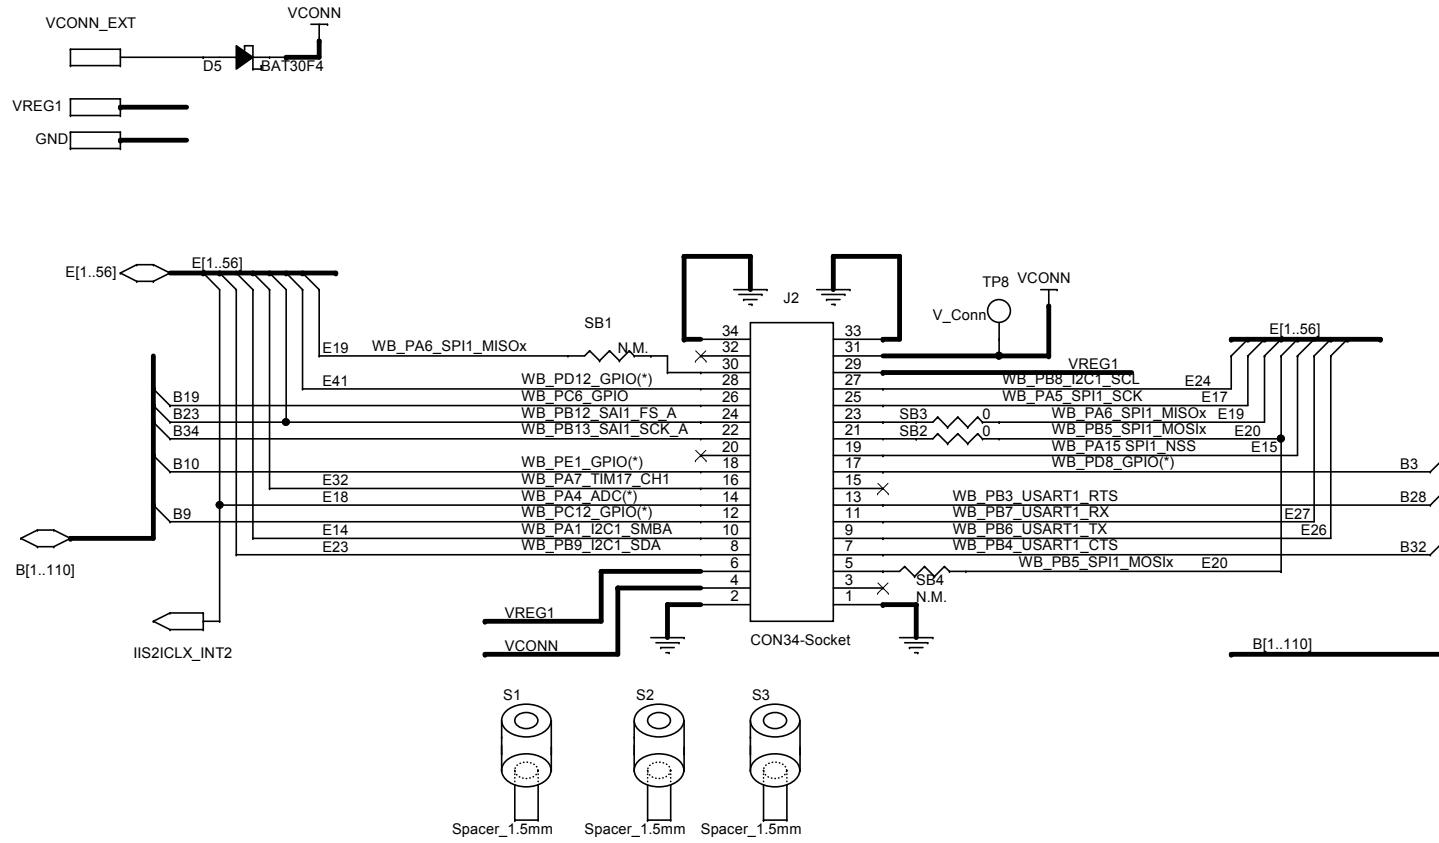 VCONN_EXT
VCONN
D5
BAT30F4
VREG1
GND
E[1..56]
E[1..56]
J2
TP8
VCONN
V_Conn
SB1
N.M.
E[1..56]
34
33
32
31
E19
WB_PA6_SPI1_MISOx
30
29
VREG1
E41
WB_PD12_GPIO(*)
28
27
WB_PB8_I2C1_SCL
E24
B19
WB_PC6_GPIO
26
25
WB_PA5_SPI1_SCK
E17
B23
WB_PB12_SAI1_FS_A
24
23
SB3
0
WB_PA6_SPI1_MISOx
E19
B34
WB_PB13_SAI1_SCK_A
22
21
SB2
0
WB_PB5_SPI1_MOSIx
E20
20
19
WB_PA15 SPI1_NSS
E15
B10
WB_PE1_GPIO(*)
18
17
WB_PD8_GPIO(*)
B3
E32
WB_PA7_TIM17_CH1
16
15
E18
WB_PA4_ADC(*)
14
13
WB_PB3_USART1_RTS
B28
B9
WB_PC12_GPIO(*)
12
11
WB_PB7_USART1_RX
E27
E14
WB_PA1_I2C1_SMBA
10
9
WB_PB6_USART1_TX
E26
E23
WB_PB9_I2C1_SDA
8
7
WB_PB4_USART1_CTS
B32
6
5
WB_PB5_SPI1_MOSIx
E20
4
3
SB4
N.M.
2
1
B[1..110]
VREG1
VCONN
CON34-Socket
IIS2ICLX_INT2
B[1..110]
S1
S2
S3
Spacer_1.5mm
Spacer_1.5mm
Spacer_1.5mm